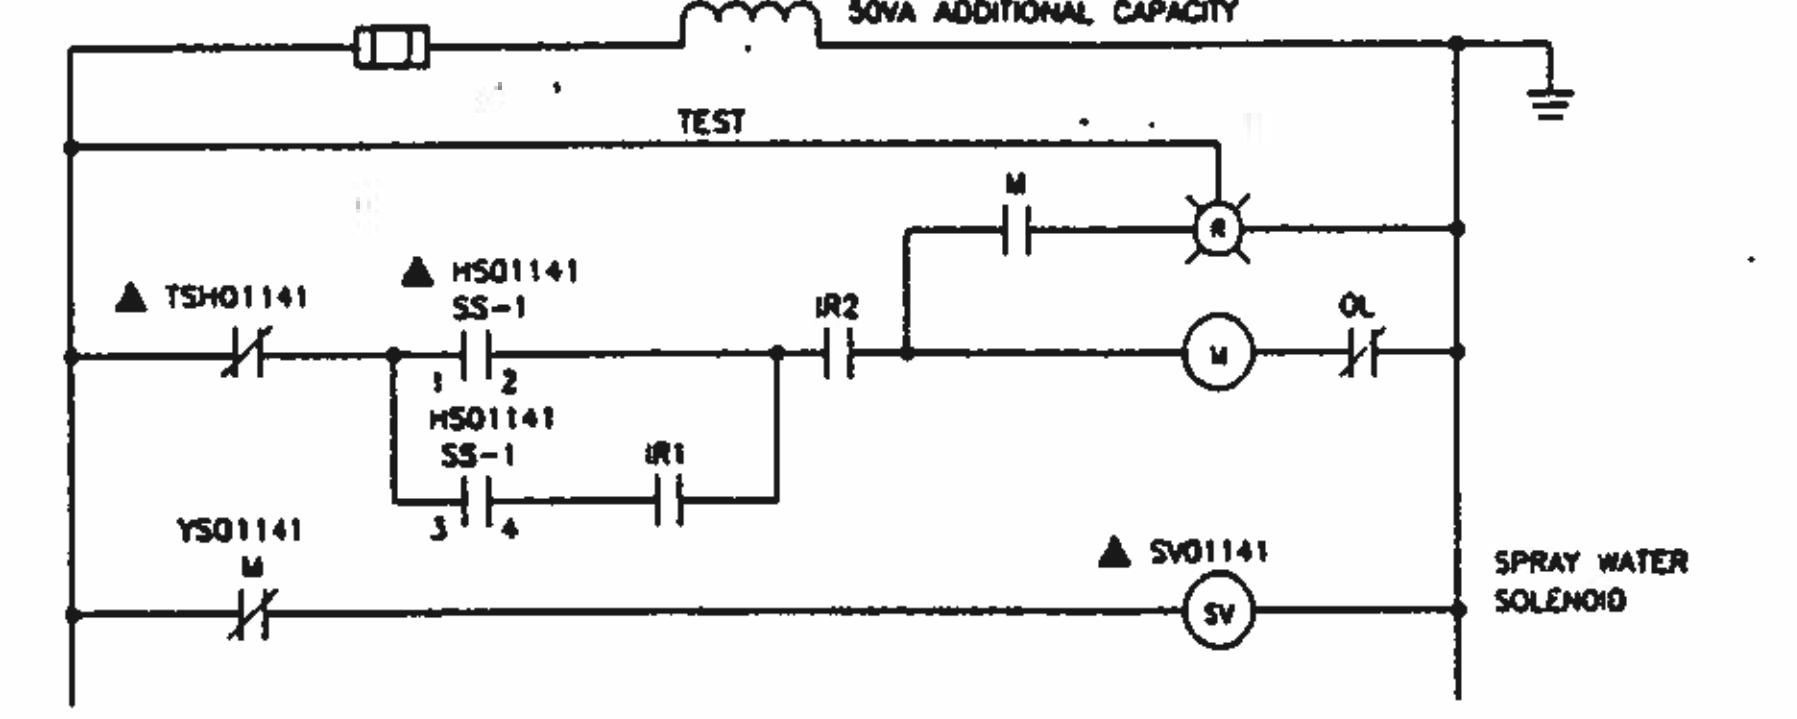 50VA ADDITIONAL CAPACITY
TEST
M
R
HS01141
SS-1
TSH01141
IR2
OL
1
2
M
HS01141
SS-1
IR1
3
4
YS01141
M
SV01141
SV
SPRAY WATER
SOLENOID